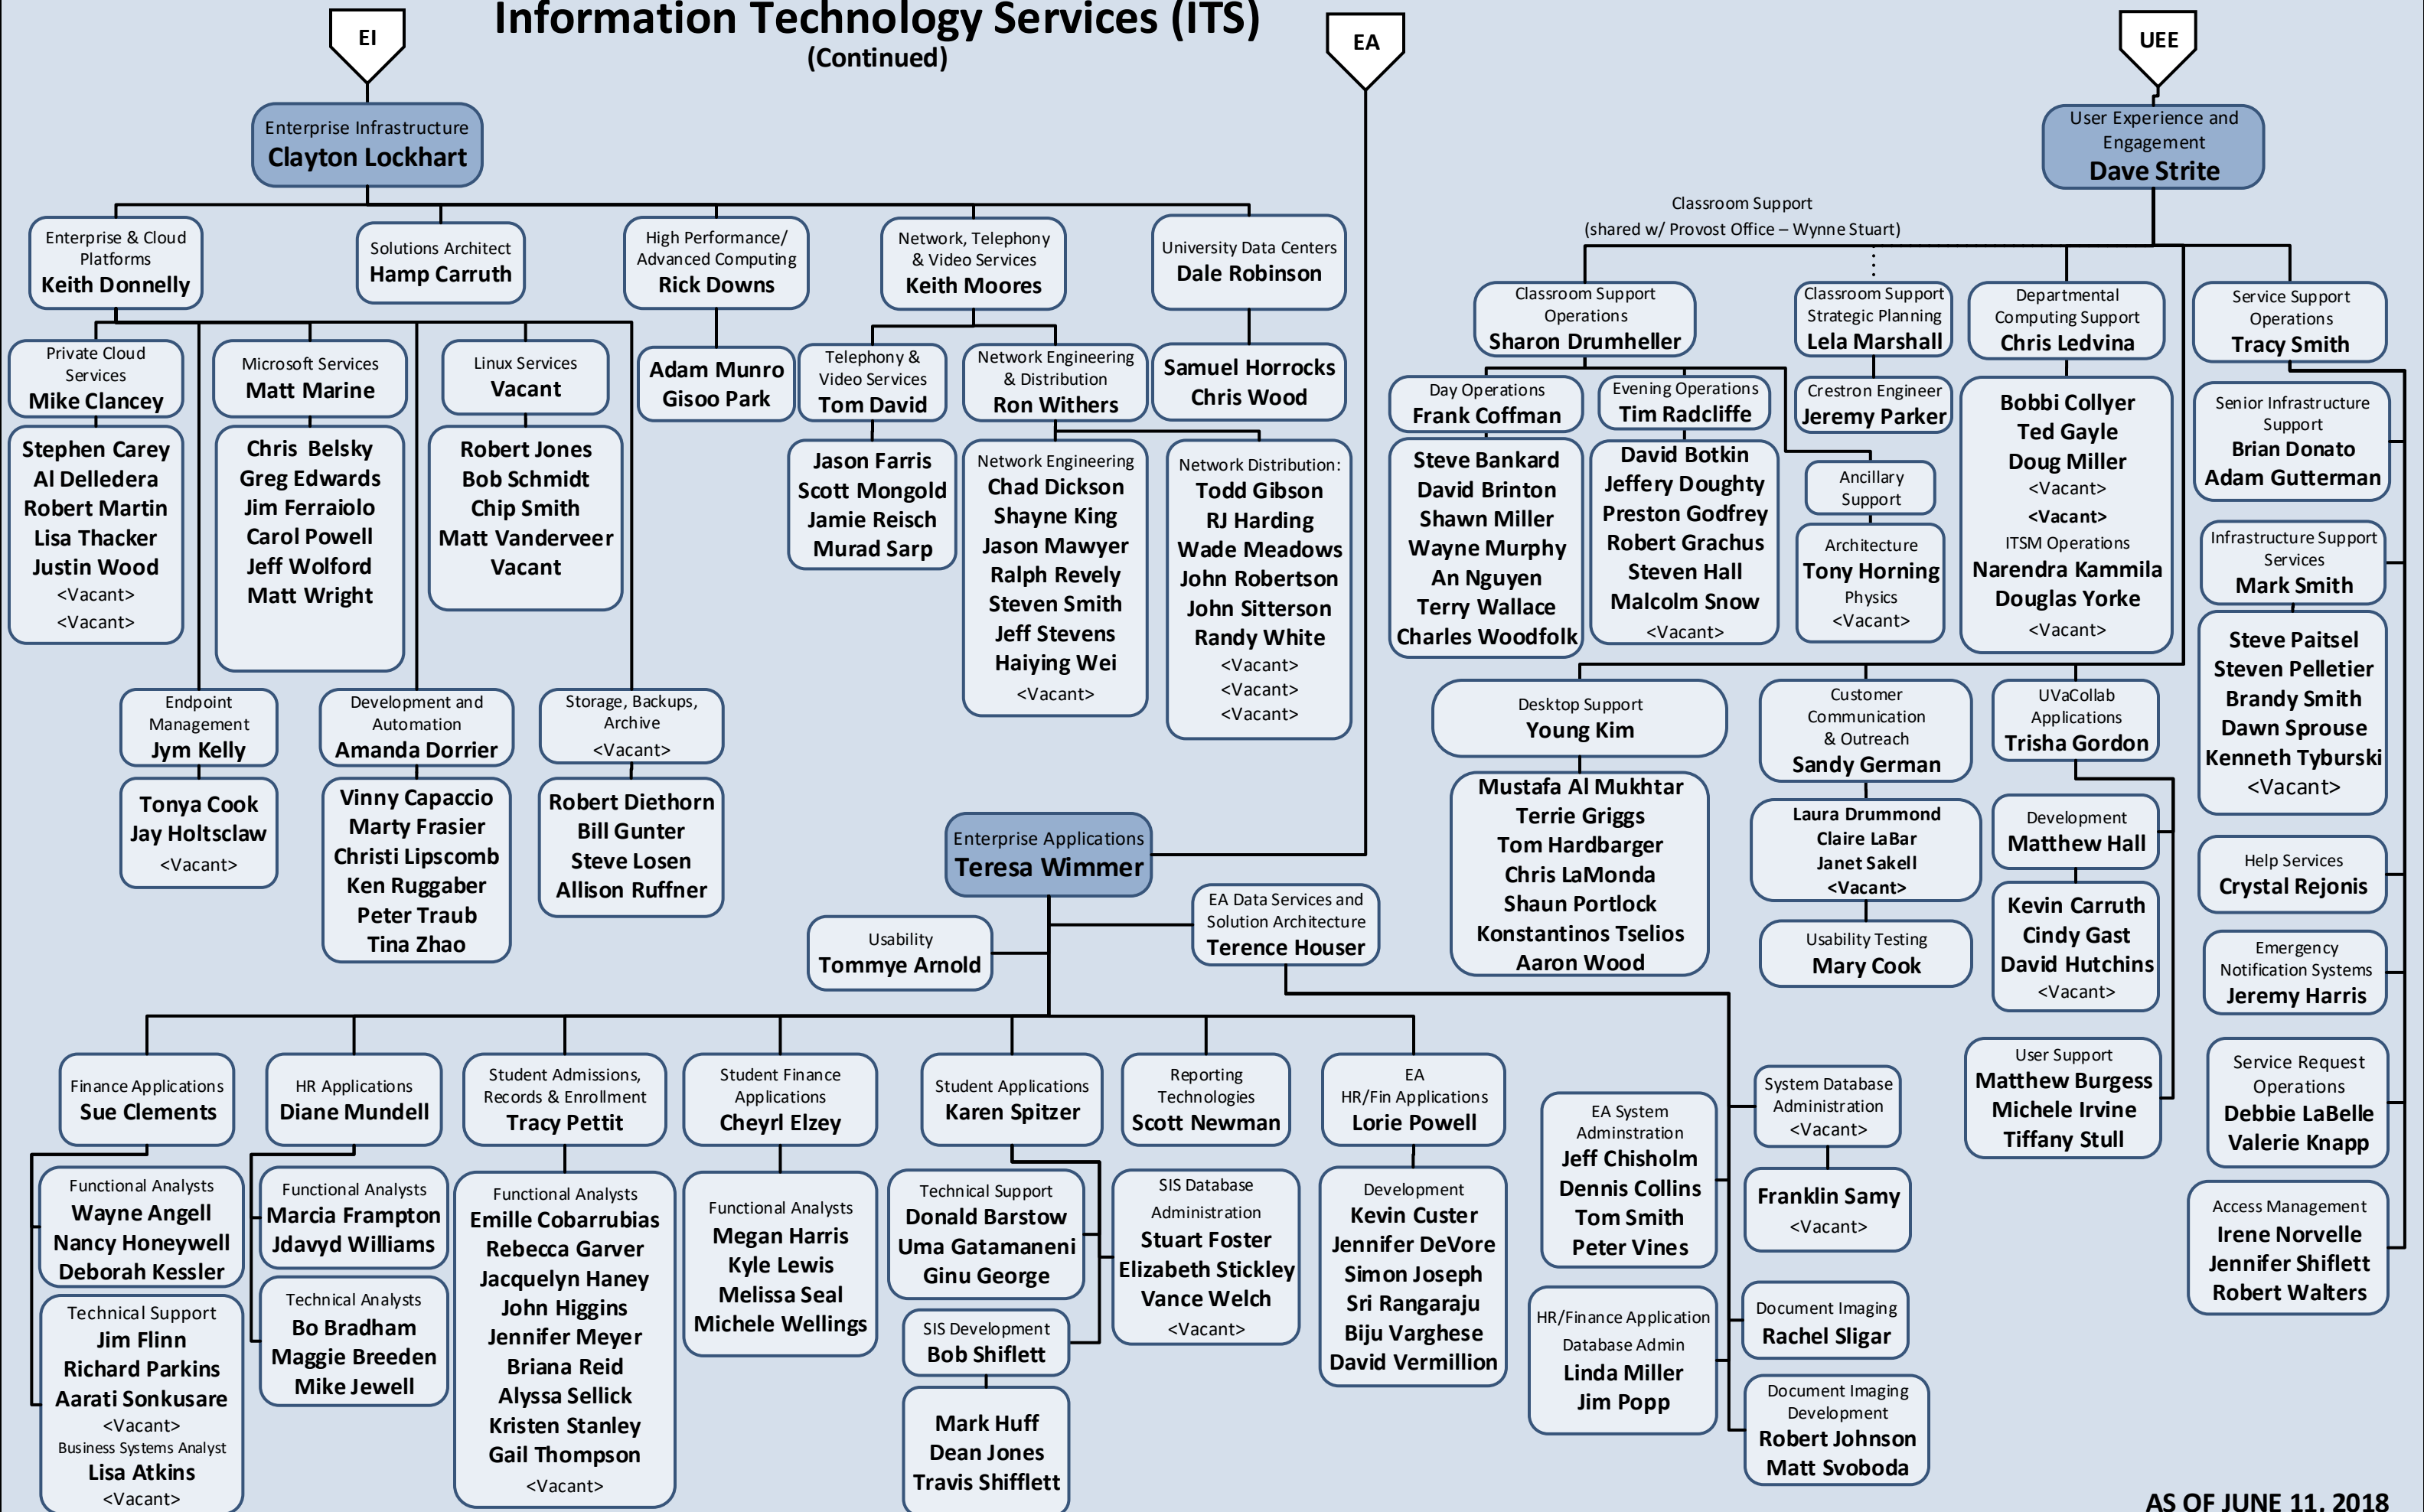 Information Technology Services (ITS)
(Continued)
EI
EA
UEE
Enterprise Infrastructure
Clayton Lockhart
Enterprise & Cloud
Platforms
Keith Donnelly
Solutions Architect
Hamp Carruth
High Performance/
Advanced Computing
Rick Downs
Network, Telephony
& Video Services
Keith Moores
University Data Centers
Dale Robinson
Private Cloud
Services
Mike Clancey
Stephen Carey
Al Delledera
Robert Martin
Lisa Thacker
Justin Wood
<Vacant>
<Vacant>
Microsoft Services
Matt Marine
Chris Belsky
Greg Edwards
Jim Ferraiolo
Carol Powell
Jeff Wolford
Matt Wright
Linux Services
Vacant
Robert Jones
Bob Schmidt
Chip Smith
Matt Vanderveer
Vacant
Adam Munro
Gisoo Park
Telephony &
Video Services
Tom David
Jason Farris
Scott Mongold
Jamie Reisch
Murad Sarp
Network Engineering
& Distribution
Ron Withers
Network Engineering
Chad Dickson
Shayne King
Jason Mawyer
Ralph Revely
Steven Smith
Jeff Stevens
Haiying Wei
<Vacant>
Network Distribution:
Todd Gibson
RJ Harding
Wade Meadows
John Robertson
John Sitterson
Randy White
<Vacant>
<Vacant>
<Vacant>
Samuel Horrocks
Chris Wood
Endpoint
Management
Jym Kelly
Tonya Cook
Jay Holtsclaw
<Vacant>
Development and
Automation
Amanda Dorrier
Vinny Capaccio
Marty Frasier
Christi Lipscomb
Ken Ruggaber
Peter Traub
Tina Zhao
Storage, Backups,
Archive
<Vacant>
Robert Diethorn
Bill Gunter
Steve Losen
Allison Ruffner
User Experience and
Engagement
Dave Strite
Classroom Support
(shared w/ Provost Office – Wynne Stuart)
Classroom Support
Operations
Sharon Drumheller
Classroom Support
Strategic Planning
Lela Marshall
Departmental
Computing Support
Chris Ledvina
Service Support
Operations
Tracy Smith
Day Operations
Frank Coffman
Steve Bankard
David Brinton
Shawn Miller
Wayne Murphy
An Nguyen
Terry Wallace
Charles Woodfolk
Evening Operations
Tim Radcliffe
David Botkin
Jeffery Doughty
Preston Godfrey
Robert Grachus
Steven Hall
Malcolm Snow
<Vacant>
Crestron Engineer
Jeremy Parker
Ancillary
Support
Architecture
Tony Horning
Physics
<Vacant>
Bobbi Collyer
Ted Gayle
Doug Miller
<Vacant>
<Vacant>
ITSM Operations
Narendra Kammila
Douglas Yorke
<Vacant>
Senior Infrastructure
Support
Brian Donato
Adam Gutterman
Infrastructure Support
Services
Mark Smith
Steve Paitsel
Steven Pelletier
Brandy Smith
Dawn Sprouse
Kenneth Tyburski
<Vacant>
Help Services
Crystal Rejonis
Emergency
Notification Systems
Jeremy Harris
Service Request
Operations
Debbie LaBelle
Valerie Knapp
Access Management
Irene Norvelle
Jennifer Shiflett
Robert Walters
Desktop Support
Young Kim
Mustafa Al Mukhtar
Terrie Griggs
Tom Hardbarger
Chris LaMonda
Shaun Portlock
Konstantinos Tselios
Aaron Wood
Customer
Communication
& Outreach
Sandy German
Laura Drummond
Claire LaBar
Janet Sakell
<Vacant>
Usability Testing
Mary Cook
UVaCollab
Applications
Trisha Gordon
Development
Matthew Hall
Kevin Carruth
Cindy Gast
David Hutchins
<Vacant>
User Support
Matthew Burgess
Michele Irvine
Tiffany Stull
Enterprise Applications
Teresa Wimmer
Usability
Tommye Arnold
EA Data Services and
Solution Architecture
Terence Houser
Finance Applications
Sue Clements
Functional Analysts
Wayne Angell
Nancy Honeywell
Deborah Kessler
Technical Support
Jim Flinn
Richard Parkins
Aarati Sonkusare
<Vacant>
Business Systems Analyst
Lisa Atkins
<Vacant>
HR Applications
Diane Mundell
Functional Analysts
Marcia Frampton
Jdavyd Williams
Technical Analysts
Bo Bradham
Maggie Breeden
Mike Jewell
Student Admissions,
Records & Enrollment
Tracy Pettit
Functional Analysts
Emille Cobarrubias
Rebecca Garver
Jacquelyn Haney
John Higgins
Jennifer Meyer
Briana Reid
Alyssa Sellick
Kristen Stanley
Gail Thompson
<Vacant>
Student Finance
Applications
Cheyrl Elzey
Functional Analysts
Megan Harris
Kyle Lewis
Melissa Seal
Michele Wellings
Student Applications
Karen Spitzer
Technical Support
Donald Barstow
Uma Gatamaneni
Ginu George
SIS Development
Bob Shiflett
Mark Huff
Dean Jones
Travis Shifflett
SIS Database
Administration
Stuart Foster
Elizabeth Stickley
Vance Welch
<Vacant>
Reporting
Technologies
Scott Newman
EA
HR/Fin Applications
Lorie Powell
Development
Kevin Custer
Jennifer DeVore
Simon Joseph
Sri Rangaraju
Biju Varghese
David Vermillion
EA System
Adminstration
Jeff Chisholm
Dennis Collins
Tom Smith
Peter Vines
HR/Finance Application
Database Admin
Linda Miller
Jim Popp
System Database
Administration
<Vacant>
Franklin Samy
<Vacant>
Document Imaging
Rachel Sligar
Document Imaging
Development
Robert Johnson
Matt Svoboda
AS OF JUNE 11, 2018